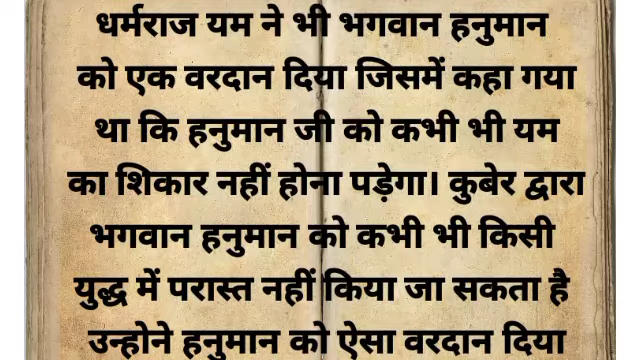 धर्मराज यम ने भी भगवान हनुमान
को एक वरदान दिया जिसमें कहा गया
था कि हनुमान जी को कभी भी यम
का शिकार नहीं होना पड़ेगा। कुबेर द्वारा
भगवान हनुमान को कभी भी किसी
युद्ध में परास्त नहीं किया जा सकता है
उन्होने हनुमान को ऐसा वरदान दिया